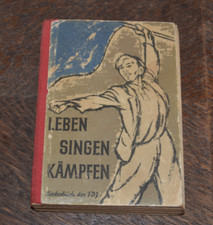 LEBEN
SINGEN
KÄMPFEN
Liederbuch der FDJ